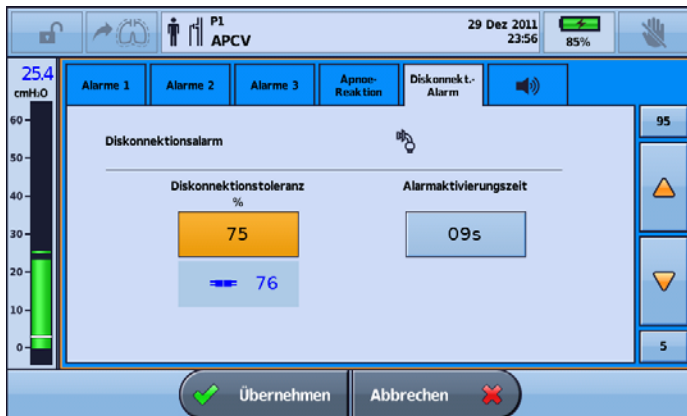 P1
APCV
29 Dez 2011
23:56
85%
25.4
cmH₂O
Alarme 1
Alarme 2
Alarme 3
Apnoe-
Reaktion
Diskonnekt.-
Alarm
60
50
40
30
20
10
0
Diskonnektionsalarm
Diskonnektionstoleranz
%
75
76
Alarmaktivierungszeit
09s
95
5
Übernehmen
Abbrechen